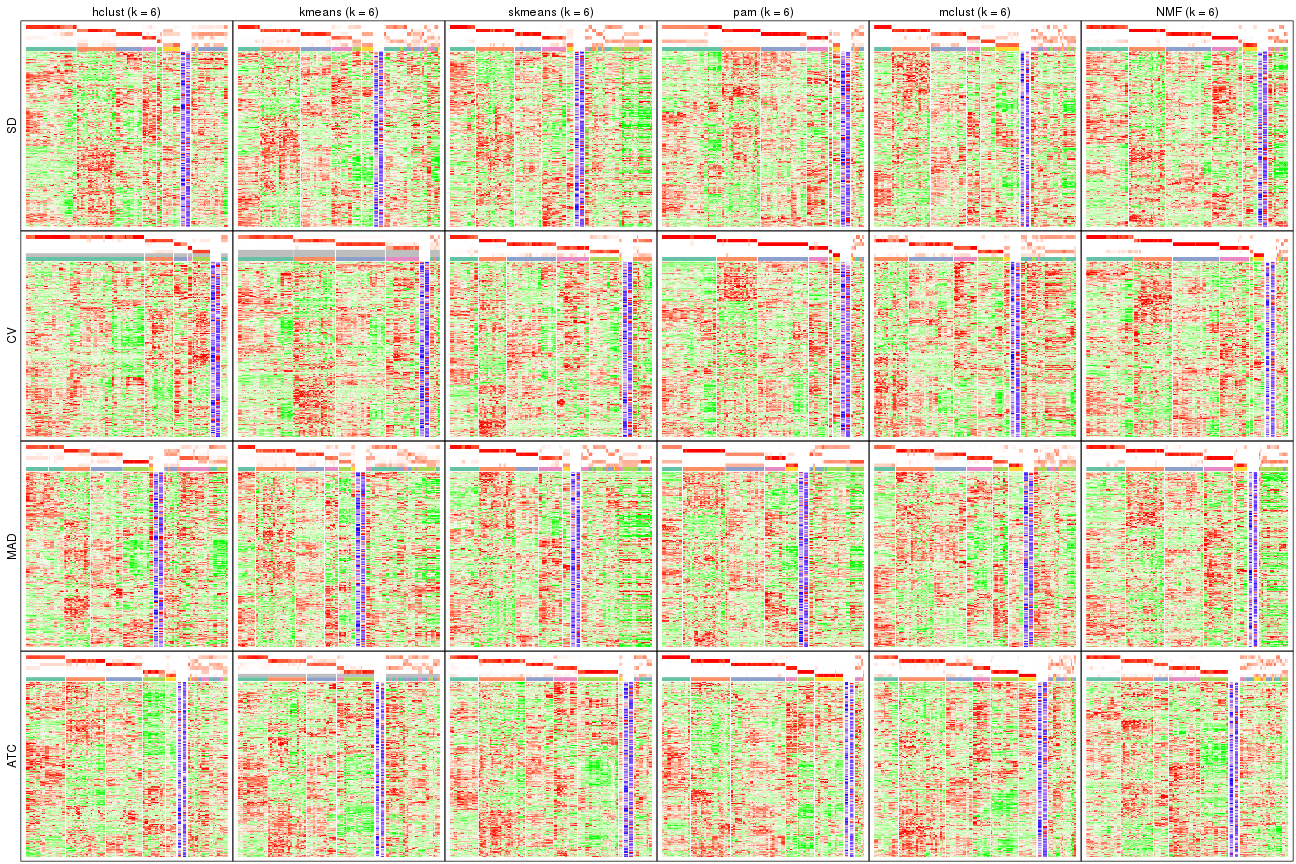 hclust (k = 6) kmeans (k = 6) skmeans (k = 6) pam (k = 6) mclust (k = 6) NMF (k = 6)
SD
CV
MAD
ATC